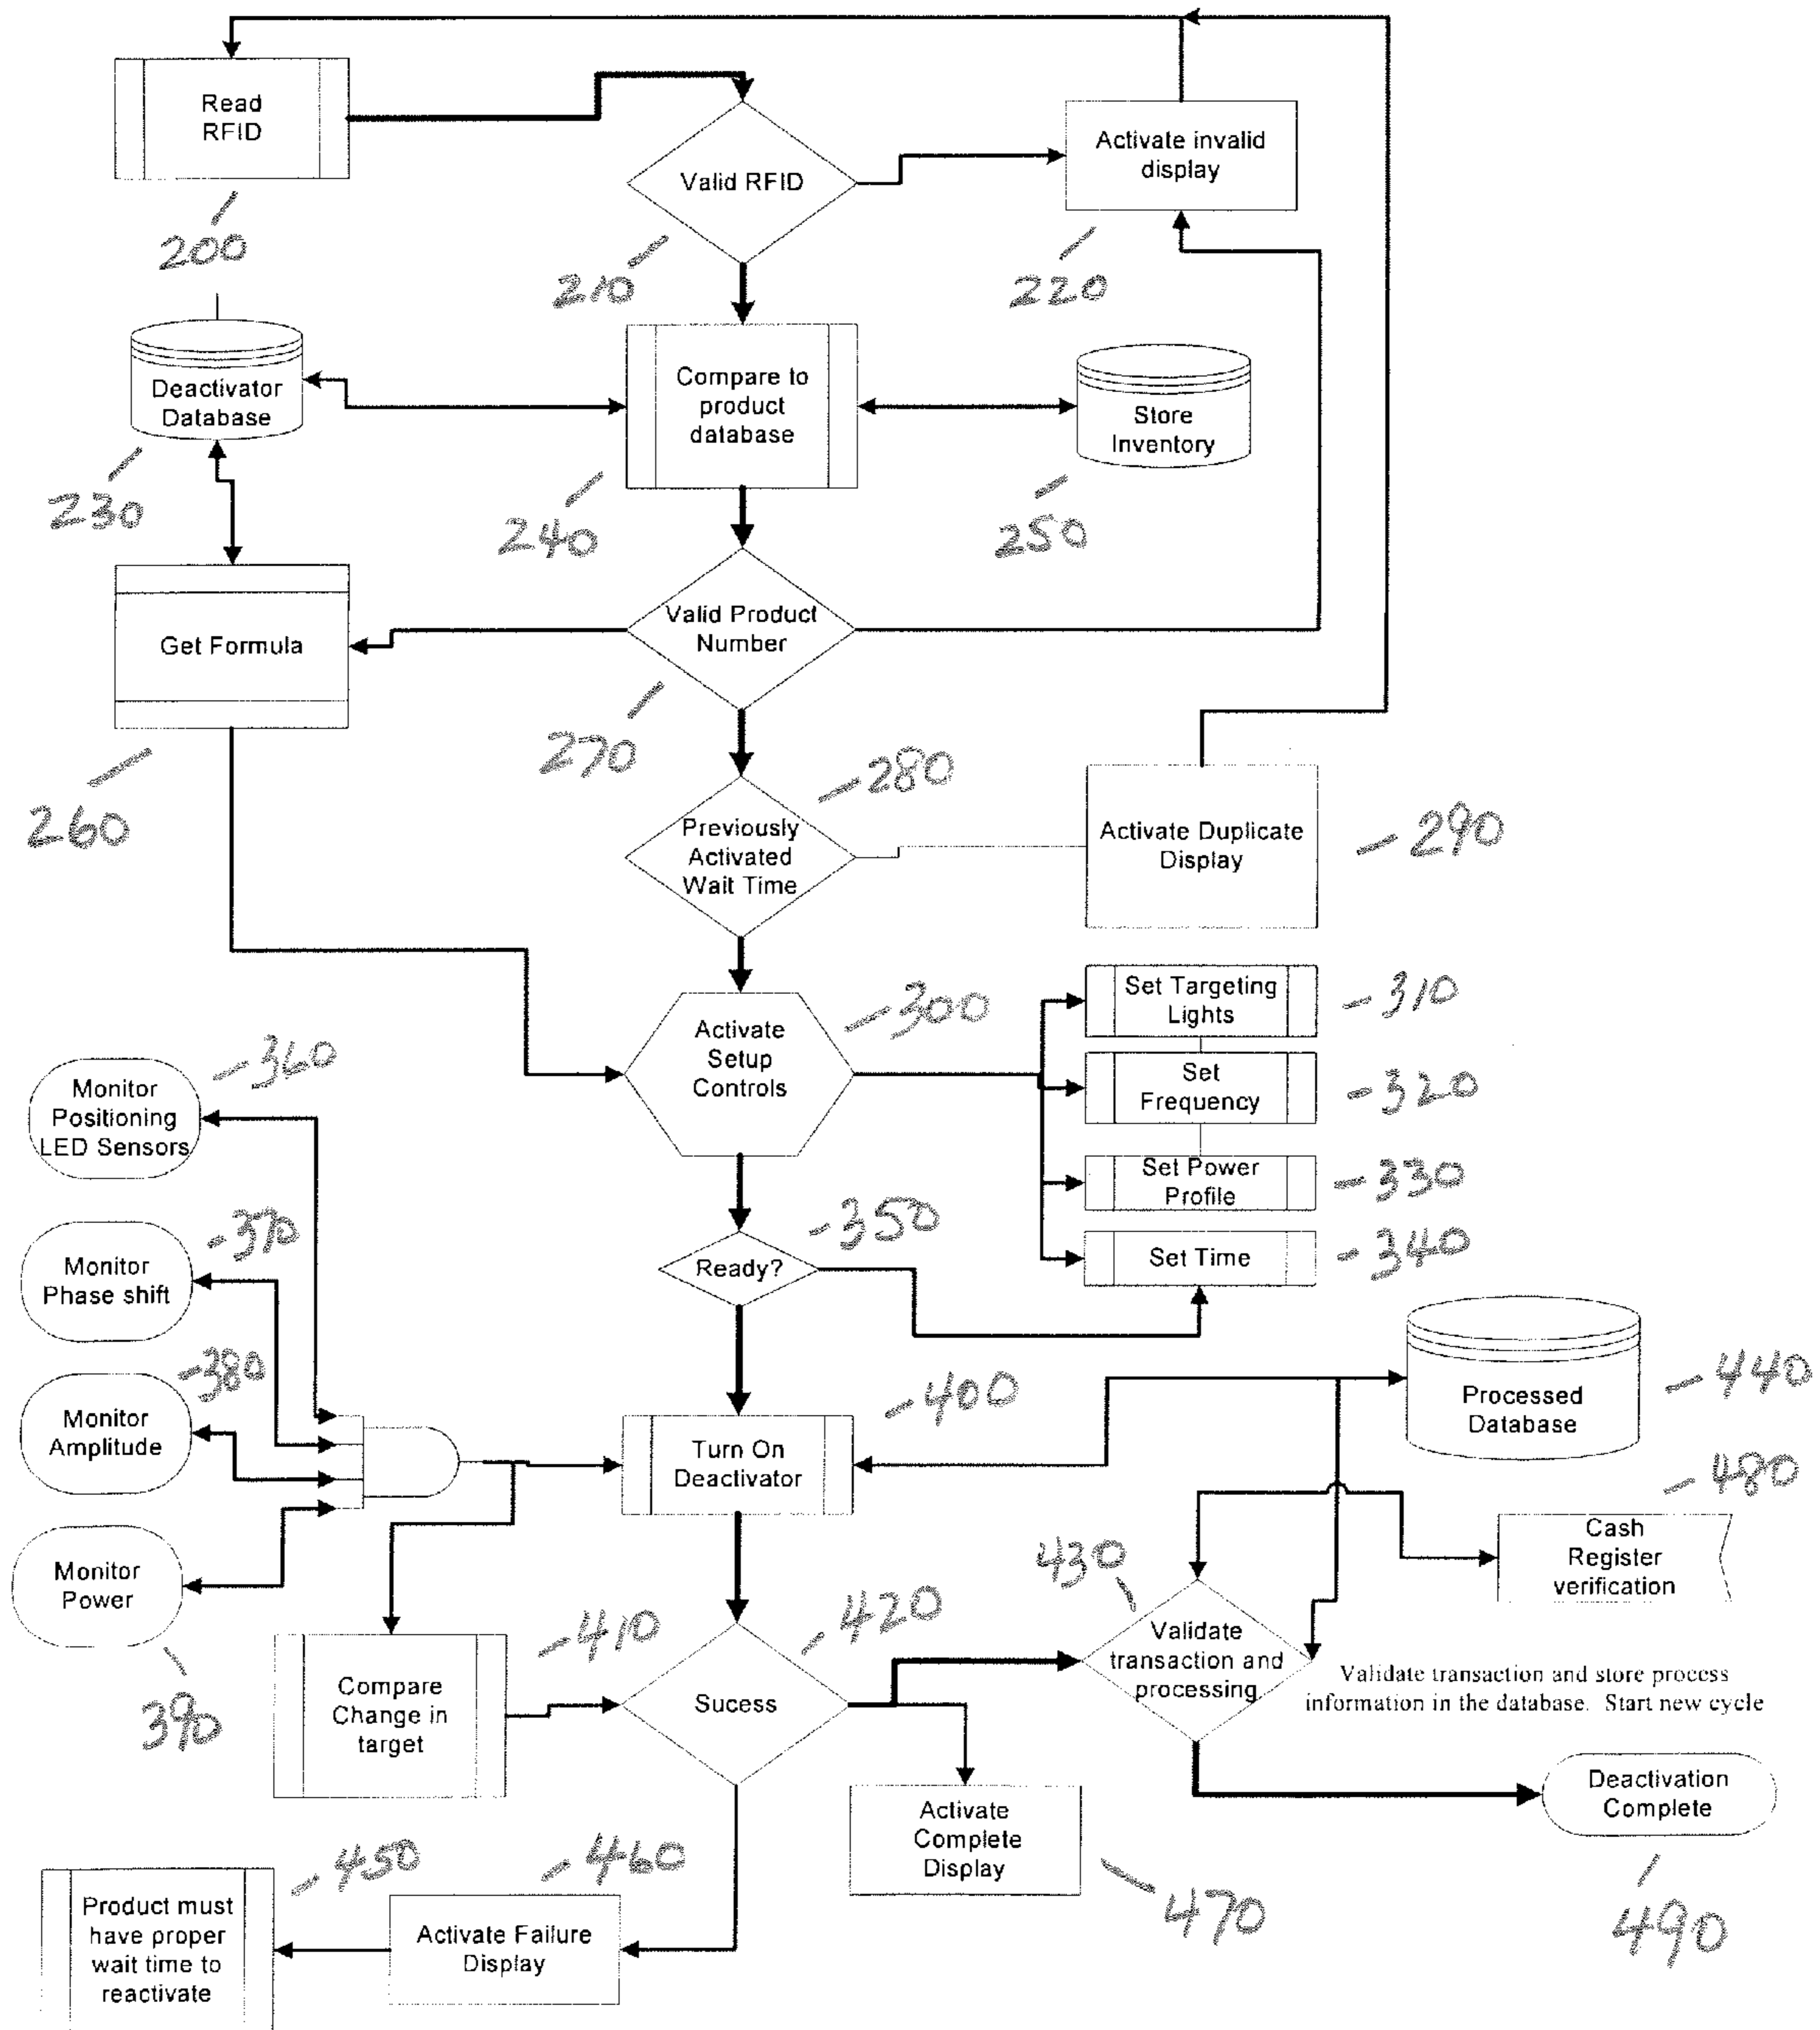 Read
RFID
200
Valid RFID
210
Activate invalid
display
220
Deactivator
Database
230
Compare to
product
database
240
Store
Inventory
250
Get Formula
260
Valid Product
Number
270
Previously
Activated
Wait Time
-280
Activate Duplicate
Display
-290
Activate
Setup
Controls
-300
Set Targeting
Lights
-310
Set
Frequency
-320
Set Power
Profile
-330
Set Time
-340
Ready?
-350
Monitor
Positioning
LED Sensors
-360
Monitor
Phase shift
-370
Monitor
Amplitude
-380
Monitor
Power
390
Turn On
Deactivator
-400
Processed
Database
-440
Cash
Register
verification
-480
Compare
Change in
target
-410
Sucess
-420
Validate
transaction and
processing
430
Validate transaction and store process
information in the database. Start new cycle
Deactivation
Complete
490
Activate
Complete
Display
470
Activate Failure
Display
-460
Product must
have proper
wait time to
reactivate
-450